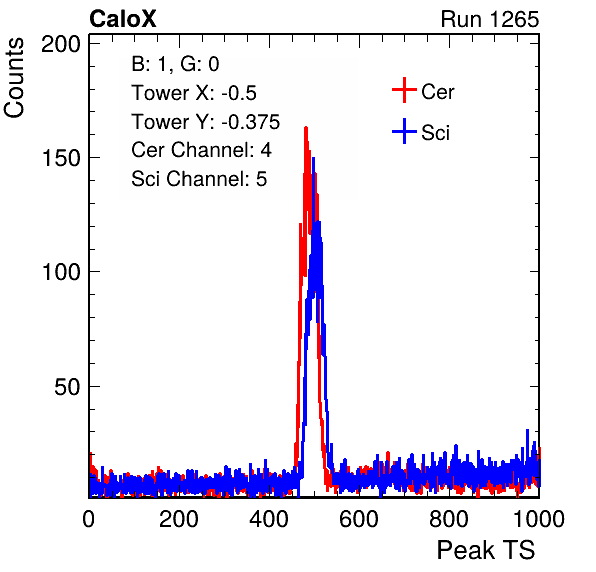 CaloX Run 1265
Counts
200
150
100
50
B: 1, G: 0
Tower X: -0.5
Tower Y: -0.375
Cer Channel: 4
Sci Channel: 5
Cer
Sci
0 200 400 600 800 1000
Peak TS